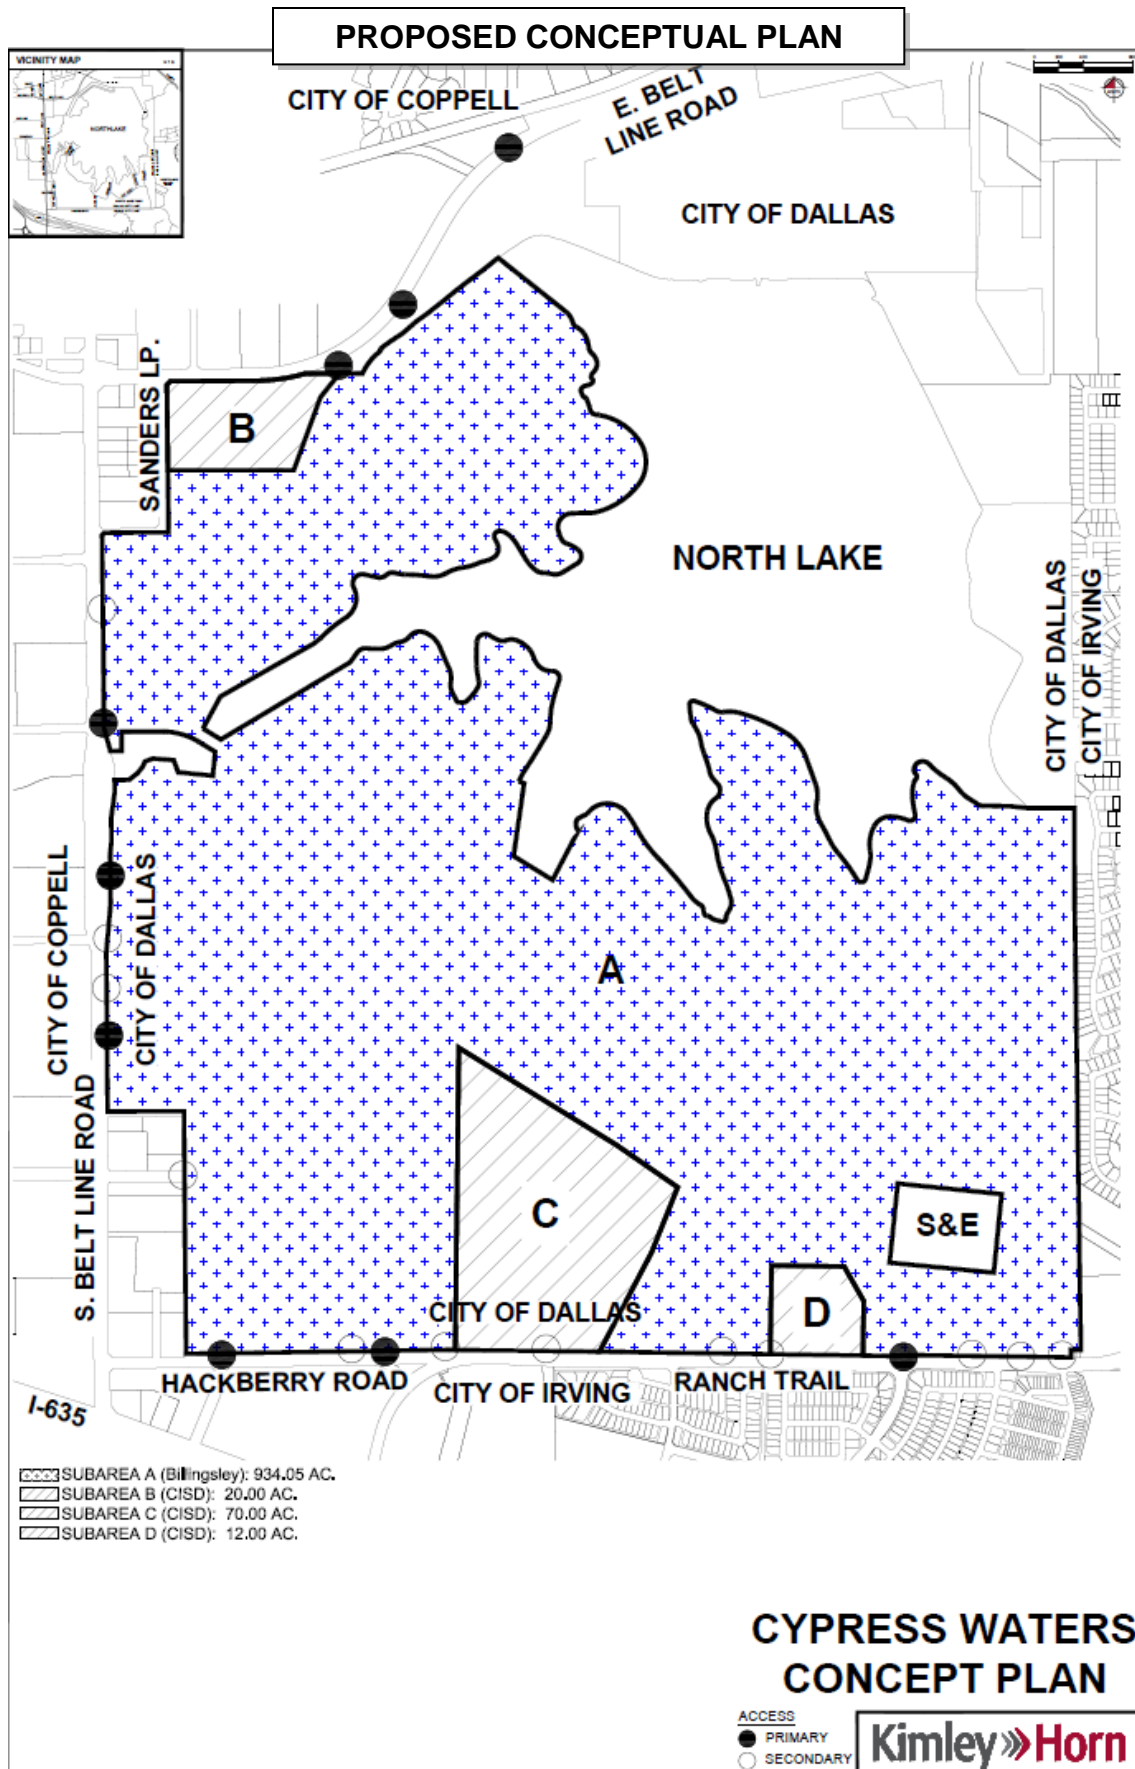 PROPOSED CONCEPTUAL PLAN
VICINITY MAP
NORTHLAKE
CITY OF COPPELL
E. BELT
LINE ROAD
CITY OF DALLAS
SANDERS LP.
B
NORTH LAKE
CITY OF DALLAS
CITY OF IRVING
CITY OF COPPELL
CITY OF DALLAS
A
S. BELT LINE ROAD
C
S&E
D
CITY OF DALLAS
HACKBERRY ROAD
CITY OF IRVING
RANCH TRAIL
I-635
SUBAREA A (Billingsley): 934.05 AC.
SUBAREA B (CISD): 20.00 AC.
SUBAREA C (CISD): 70.00 AC.
SUBAREA D (CISD): 12.00 AC.
CYPRESS WATERS
CONCEPT PLAN
ACCESS
PRIMARY
SECONDARY
Kimley»Horn